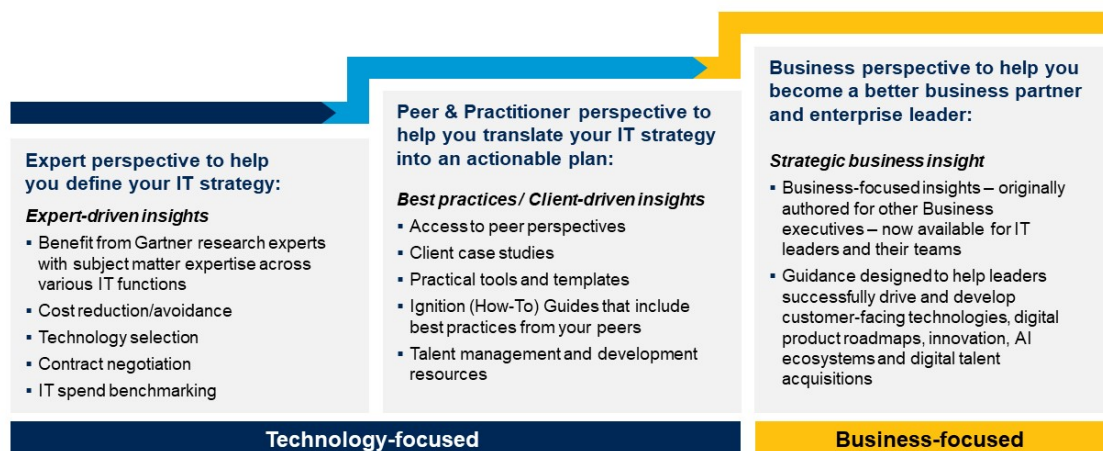 Expert perspective to help
you define your IT strategy:
Expert-driven insights
▪ Benefit from Gartner research experts
with subject matter expertise across
various IT functions
▪ Cost reduction/avoidance
▪ Technology selection
▪ Contract negotiation
▪ IT spend benchmarking
Peer & Practitioner perspective to
help you translate your IT strategy
into an actionable plan:
Best practices / Client-driven insights
▪ Access to peer perspectives
▪ Client case studies
▪ Practical tools and templates
▪ Ignition (How-To) Guides that include
best practices from your peers
▪ Talent management and development
resources
Business perspective to help you
become a better business partner
and enterprise leader:
Strategic business insight
▪ Business-focused insights – originally
authored for other Business
executives – now available for IT
leaders and their teams
▪ Guidance designed to help leaders
successfully drive and develop
customer-facing technologies, digital
product roadmaps, innovation, AI
ecosystems and digital talent
acquisitions
Technology-focused
Business-focused